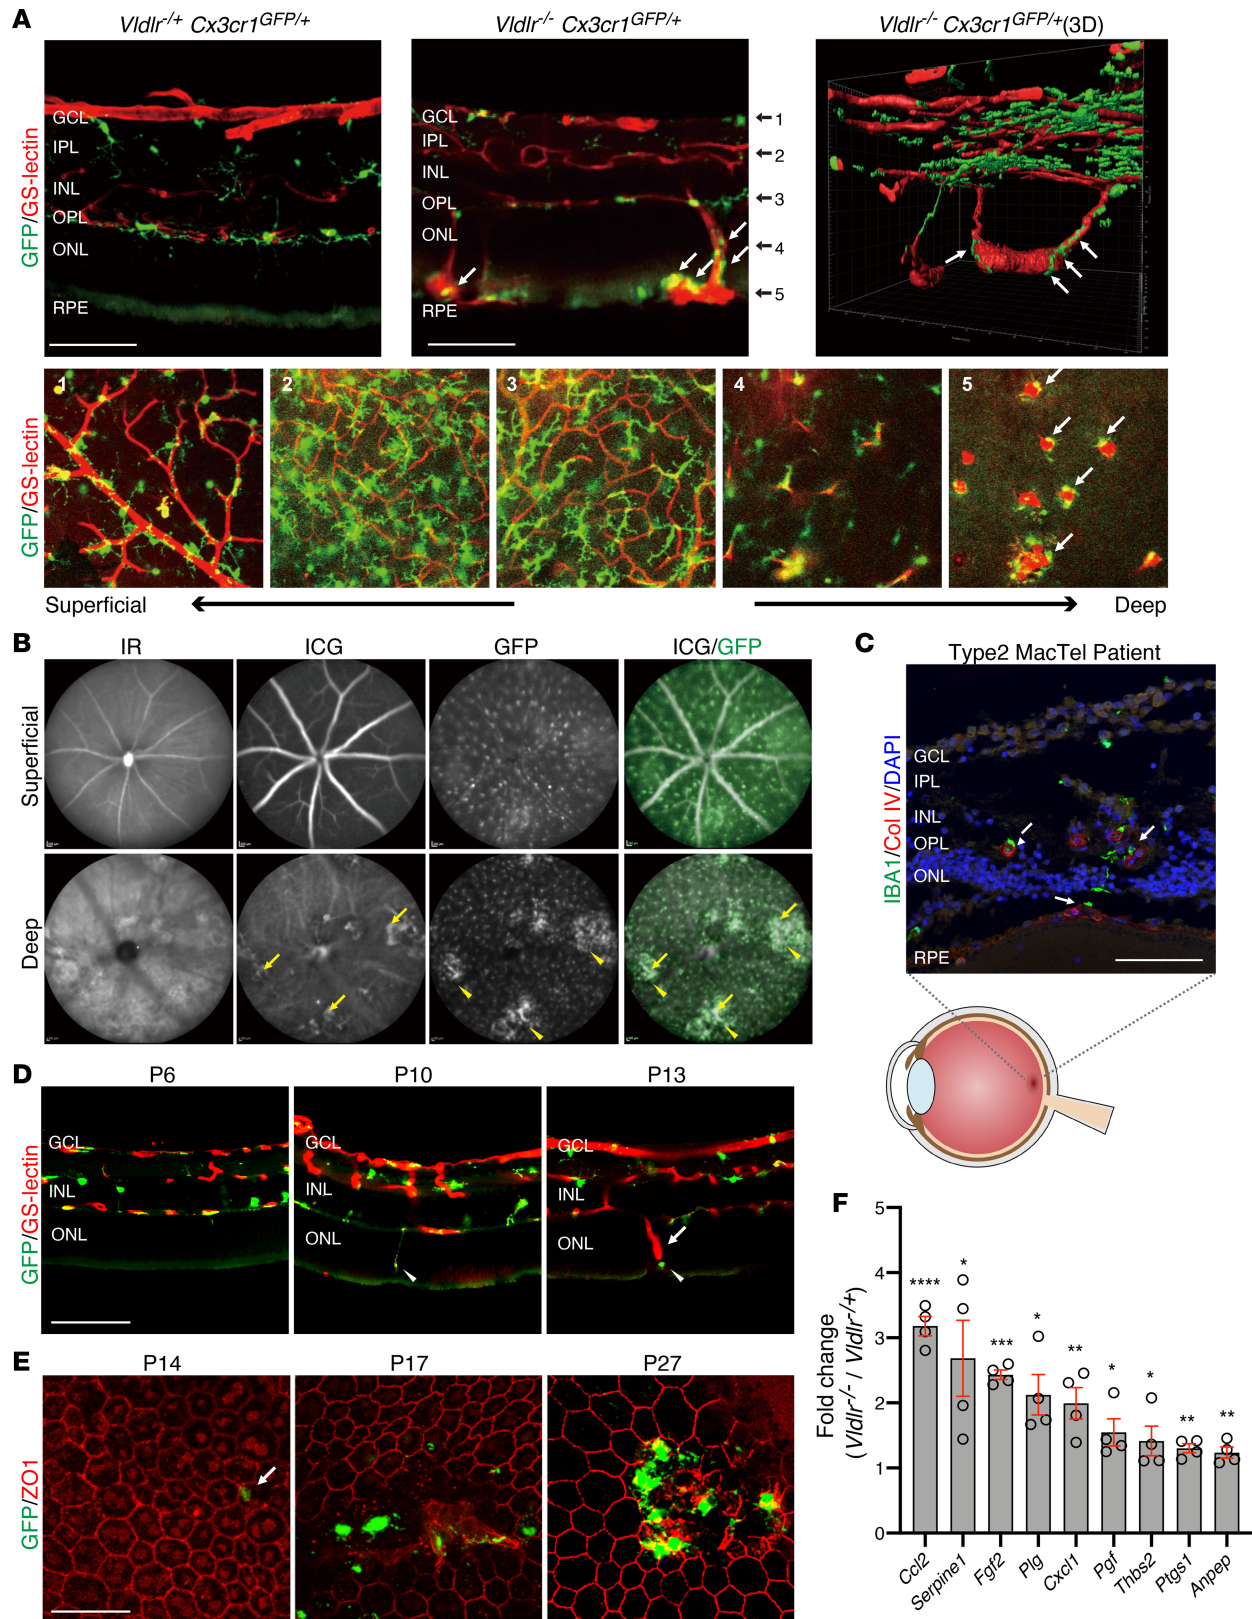 A
Vldlr-/+ Cx3cr1GFP/+
Vldlr-/- Cx3cr1GFP/+
Vldlr-/- Cx3cr1GFP/+(3D)
GFP/GS-lectin
GCL
IPL
INL
OPL
ONL
RPE
GCL
IPL
INL
OPL
ONL
RPE
1
2
3
4
5
GFP/GS-lectin
1
2
3
4
5
Superficial
Deep
B
IR
ICG
GFP
ICG/GFP
Superficial
Deep
C
Type2 MacTel Patient
IBA1/Col IV/DAPI
GCL
IPL
INL
OPL
ONL
RPE
D
P6
P10
P13
GFP/GS-lectin
GCL
INL
ONL
GCL
INL
ONL
GCL
INL
ONL
E
P14
P17
P27
GFP/ZO1
F
Fold change
(Vldlr-/- / Vldlr-/+)
5
4
3
2
1
0
****
*
***
*
**
*
*
**
**
Ccl2
Serpine1
Fgf2
Plg
Cxcl1
Pgf
Thbs2
Ptgs1
Anpep